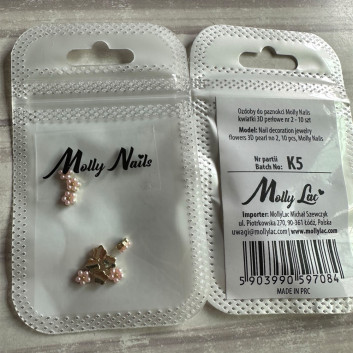 Molly Nails
Ozdoby do paznokci Molly Nails
kwiatki 3D perłowe nr 2 - 10 szt
Model: Nail decoration jewelry
flowers 3D pearl no 2, 10 pcs, Molly Nails
Nr partii
Batch No: K5
Molly Lac
Importer: MollyLac Michał Szewczyk
ul. Piotrkowska 270, 90-361 Łódź, Polska
uwagi@mollylac.com | www.mollylac.com
5 903990 597084
MADE IN PRC